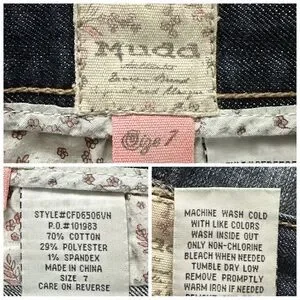 Mudd
Size 7
STYLE#CFD6506VN
P.O.#101983
70% COTTON
29% POLYESTER
1% SPANDEX
MADE IN
CHINA
SIZE 7
CARE ON REVERSE
MACHINE WASH COLD
WITH LIKE COLORS
WASH INSIDE OUT
ONLY NON-CHLORINE
BLEACH WHEN NEEDED
TUMBLE DRY LOW
REMOVE PROMPTLY
WARM IRON IF NEEDED